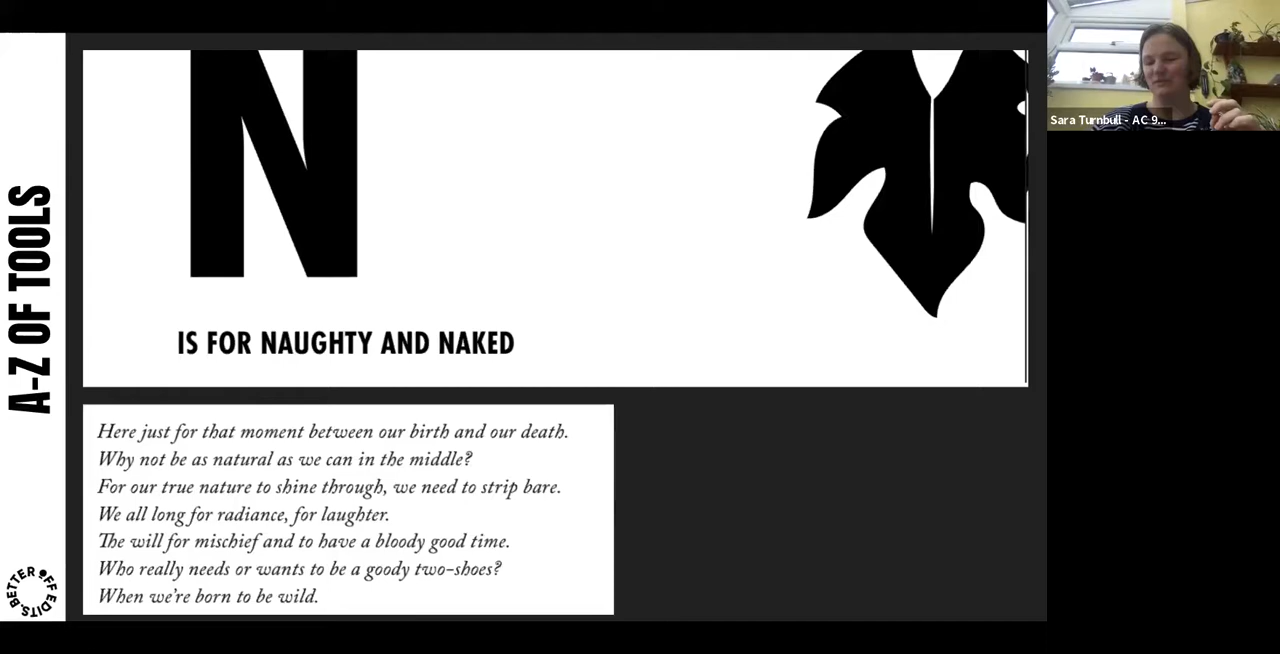 A-Z OF TOOLS
N
IS FOR NAUGHTY AND NAKED
Here just for that moment between our birth and our death.
Why not be as natural as we can in the middle?
For our true nature to shine through, we need to strip bare.
We all long for radiance, for laughter.
The will for mischief and to have a bloody good time.
Who really needs or wants to be a goody two-shoes?
When we're born to be wild.
BETTER OFF EDITS.
Sara Turnbull - AC 9...